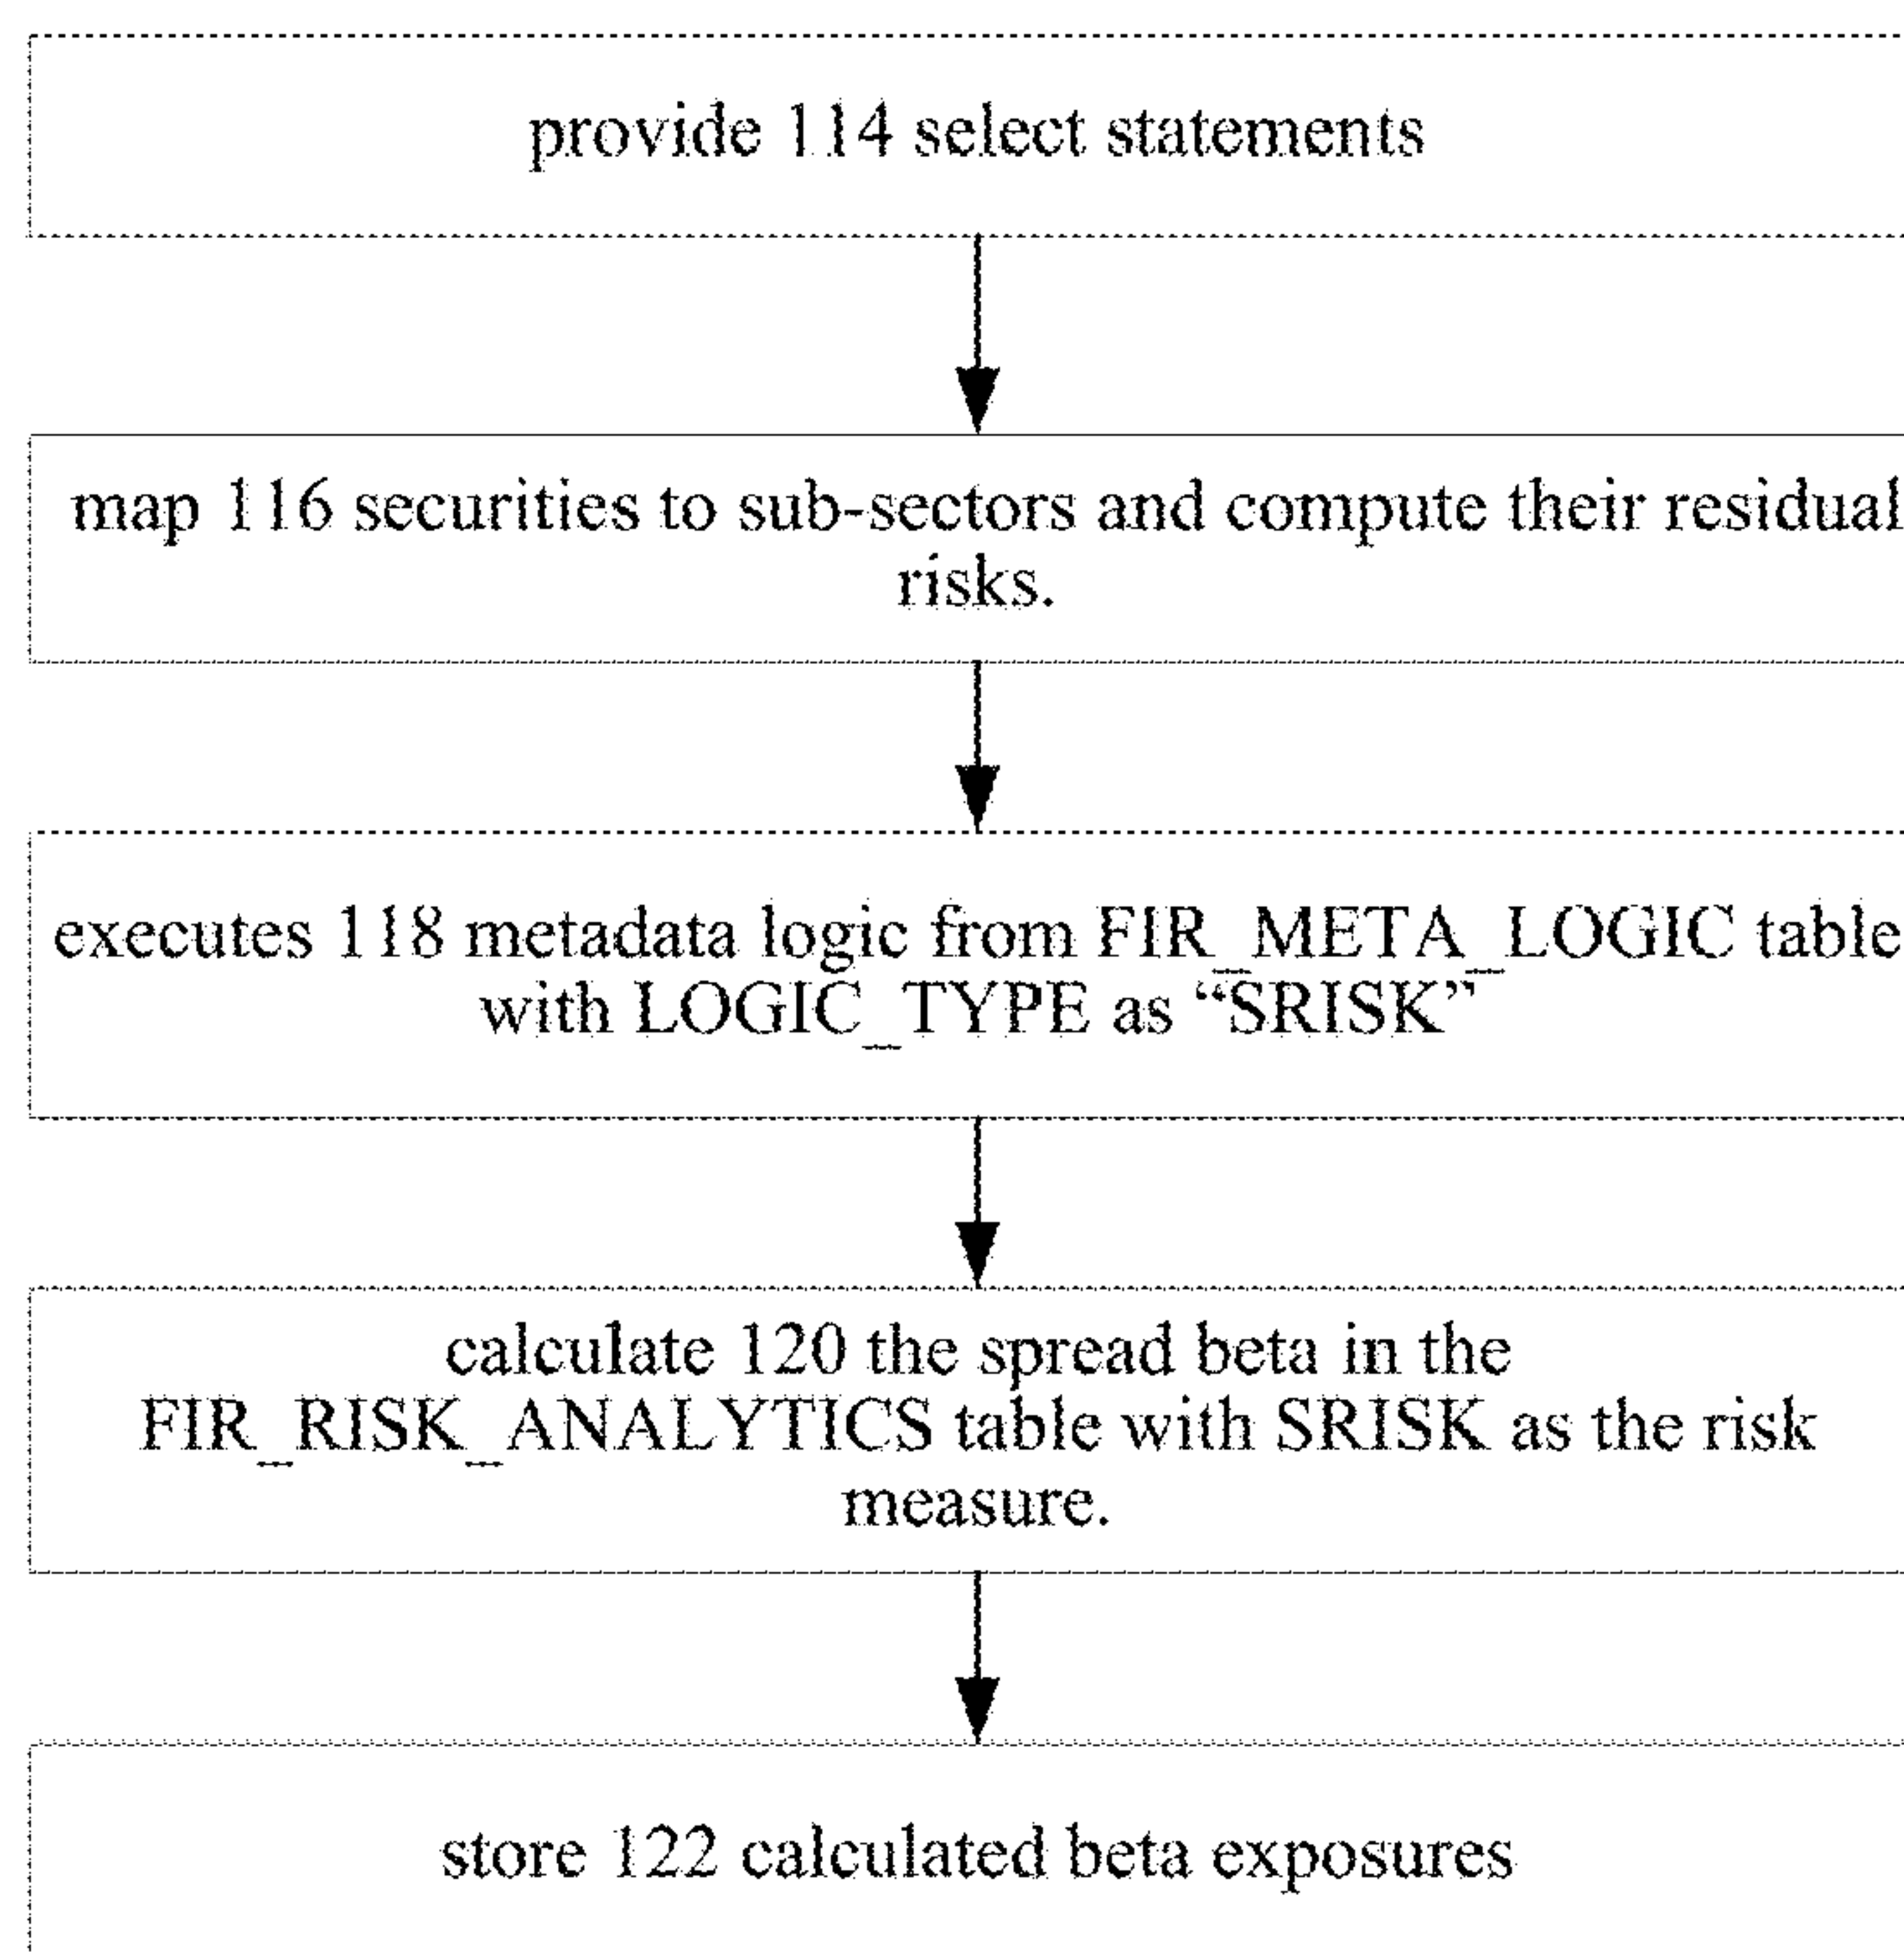 provide 114 select statements
map 116 securities to sub-sectors and compute their residual
risks.
executes 118 metadata logic from FIR_META_LOGIC table
with LOGIC_TYPE as “SRISK”
calculate 120 the spread beta in the
FIR_RISK_ANALYTICS table with SRISK as the risk
measure.
store 122 calculated beta exposures